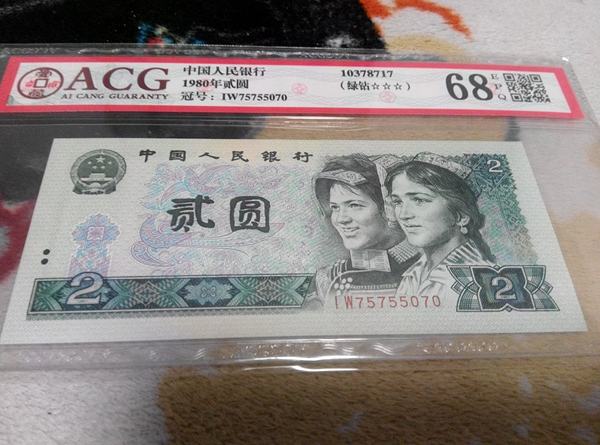 ACG
AI CANG GUARANTY
中国人民银行
1980年贰圆
冠号：IW75755070
10378717
(绿钻☆☆☆)
68 EPQ
中国人民银行
2
贰圆
2
IW75755070
2